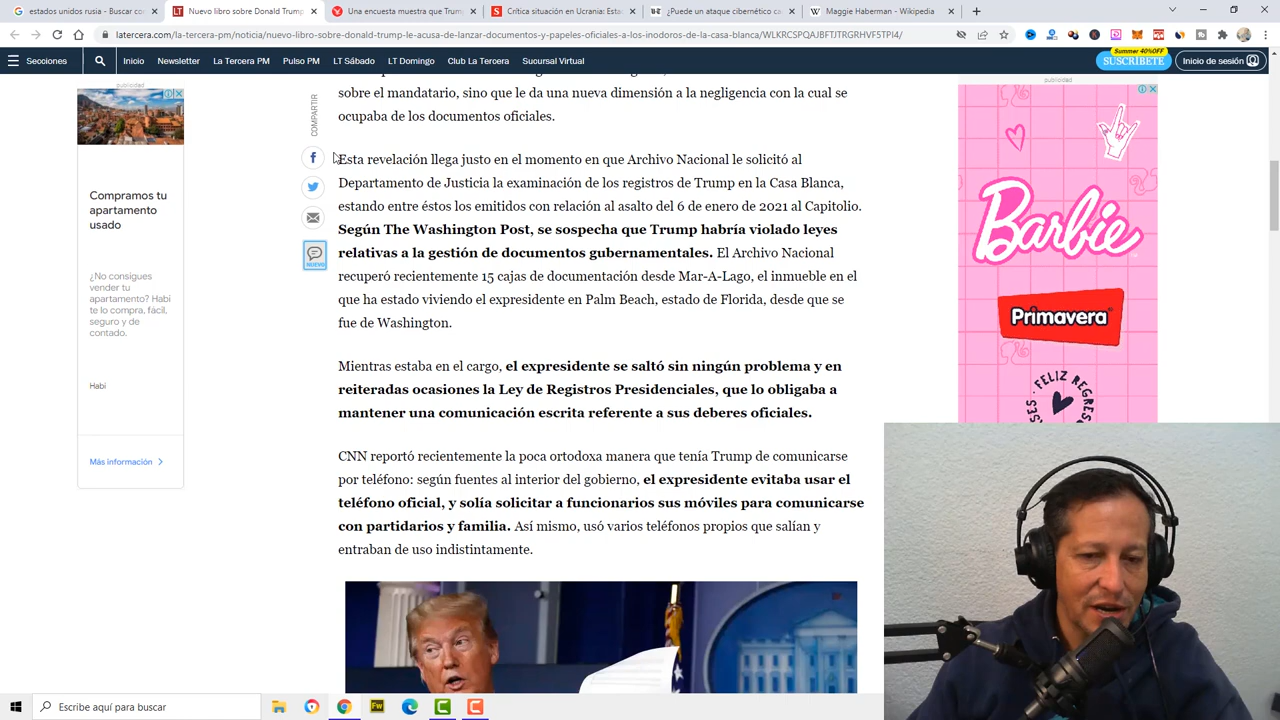 estados unidos rusia - Buscar co
Nuevo libro sobre Donald Trump
Una encuesta muestra que Trum
Crítica situación en Ucrania: Esta
¿Puede un ataque cibernético ca
Maggie Haberman - Wikipedia
latercera.com/la-tercera-pm/noticia/nuevo-libro-sobre-donald-trump-le-acusa-de-lanzar-documentos-y-papeles-oficiales-a-los-inodoros-de-la-casa-blanca/WLKRCSPQAJBFTJTRGRHVF5TPI4/
Secciones
Inicio
Newsletter
La Tercera PM
Pulso PM
LT Sábado
LT Domingo
Club La Tercera
Sucursal Virtual
Summer 40%OFF
SUSCRÍBETE
Inicio de sesión
publicidad
Compramos tu
apartamento
usado
¿No consigues
vender tu
apartamento? Habi
te lo compra, fácil,
seguro y de
contado.
Habi
Más información
COMPARTIR
NUEVO
sobre el mandatario, sino que le da una nueva dimensión a la negligencia con la cual se
ocupaba de los documentos oficiales.
Esta revelación llega justo en el momento en que Archivo Nacional le solicitó al
Departamento de Justicia la examinación de los registros de Trump en la Casa Blanca,
estando entre éstos los emitidos con relación al asalto del 6 de enero de 2021 al Capitolio.
Según The Washington Post, se sospecha que Trump habría violado leyes
relativas a la gestión de documentos gubernamentales. El Archivo Nacional
recuperó recientemente 15 cajas de documentación desde Mar-A-Lago, el inmueble en el
que ha estado viviendo el expresidente en Palm Beach, estado de Florida, desde que se
fue de Washington.
Mientras estaba en el cargo, el expresidente se saltó sin ningún problema y en
reiteradas ocasiones la Ley de Registros Presidenciales, que lo obligaba a
mantener una comunicación escrita referente a sus deberes oficiales.
CNN reportó recientemente la poca ortodoxa manera que tenía Trump de comunicarse
por teléfono: según fuentes al interior del gobierno, el expresidente evitaba usar el
teléfono oficial, y solía solicitar a funcionarios sus móviles para comunicarse
con partidarios y familia. Así mismo, usó varios teléfonos propios que salían y
entraban de uso indistintamente.
publicidad
Barbie
Primavera
FELIZ REGRES
Escribe aquí para buscar
Fw